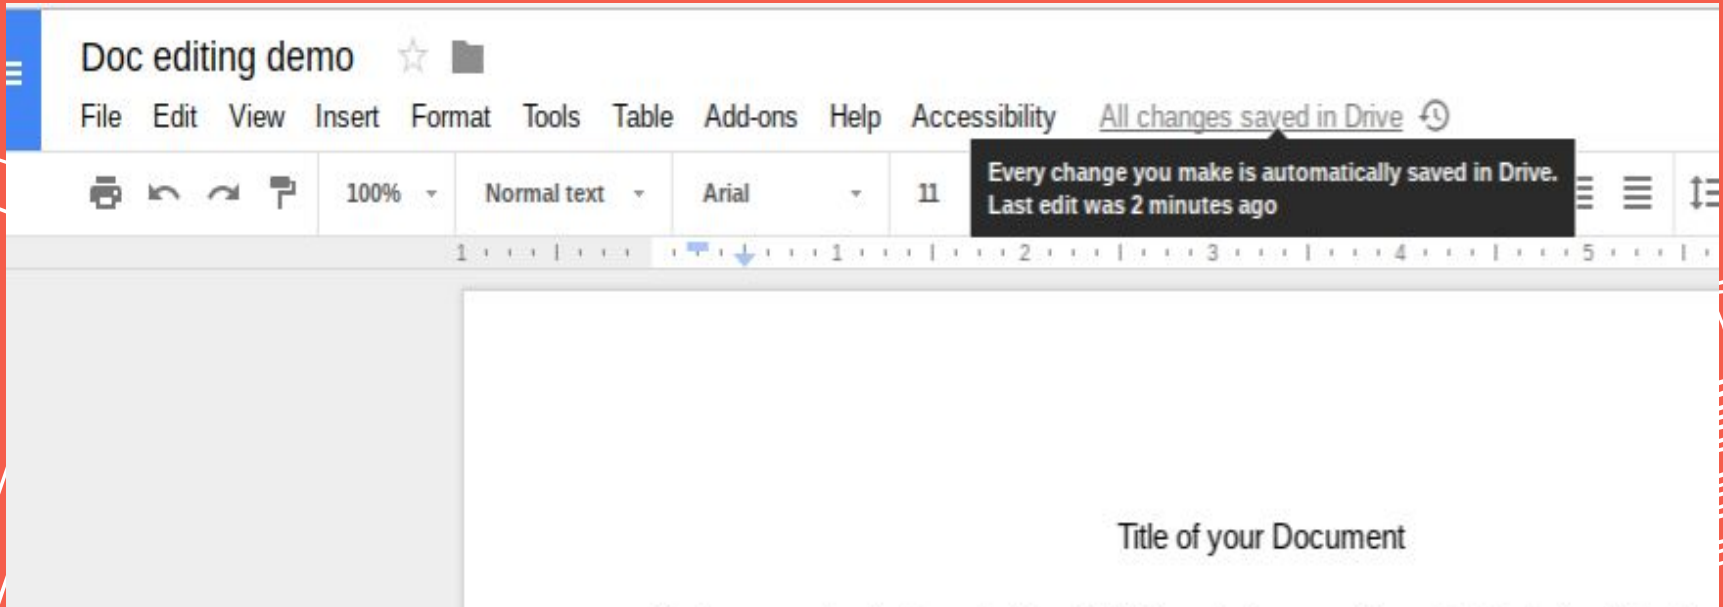 Doc editing demo
File Edit View Insert Format Tools Table Add-ons Help Accessibility All changes saved in Drive
Every change you make is automatically saved in Drive.
Last edit was 2 minutes ago
100% Normal text Arial 11
1 1 2 3 4 5
Title of your Document